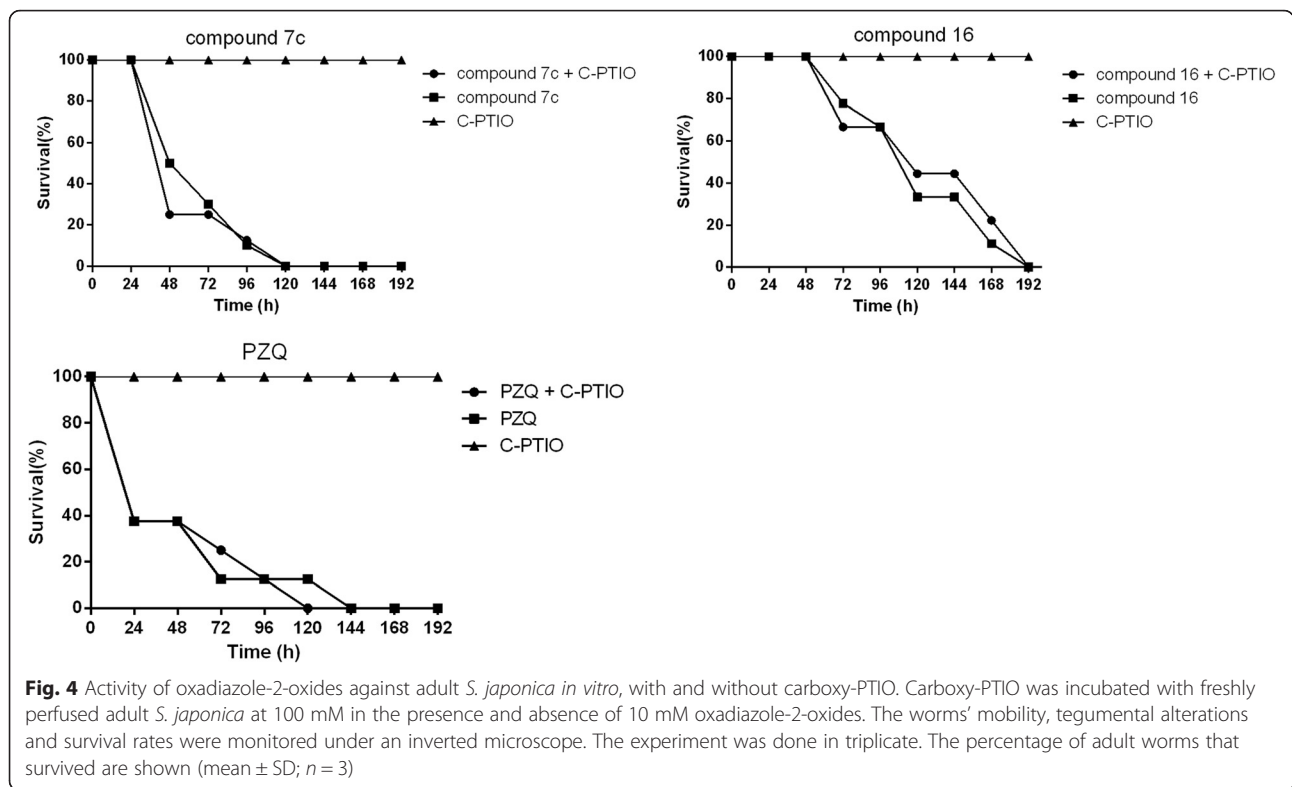 compound 7c
100
80
60
40
20
0
Survival(%)
0 24 48 72 96 120 144 168 192
Time (h)
compound 7c + C-PTIO
compound 7c
C-PTIO
compound 16
100
80
60
40
20
0
Survival(%)
0 24 48 72 96 120 144 168 192
Time (h)
compound 16 + C-PTIO
compound 16
C-PTIO
PZQ
100
80
60
40
20
0
Survival(%)
0 24 48 72 96 120 144 168 192
Time (h)
PZQ + C-PTIO
PZQ
C-PTIO
Fig. 4 Activity of oxadiazole-2-oxides against adult S. japonica in vitro, with and without carboxy-PTIO. Carboxy-PTIO was incubated with freshly
perfused adult S. japonica at 100 mM in the presence and absence of 10 mM oxadiazole-2-oxides. The worms’ mobility, tegumental alterations
and survival rates were monitored under an inverted microscope. The experiment was done in triplicate. The percentage of adult worms that
survived are shown (mean ± SD; n = 3)